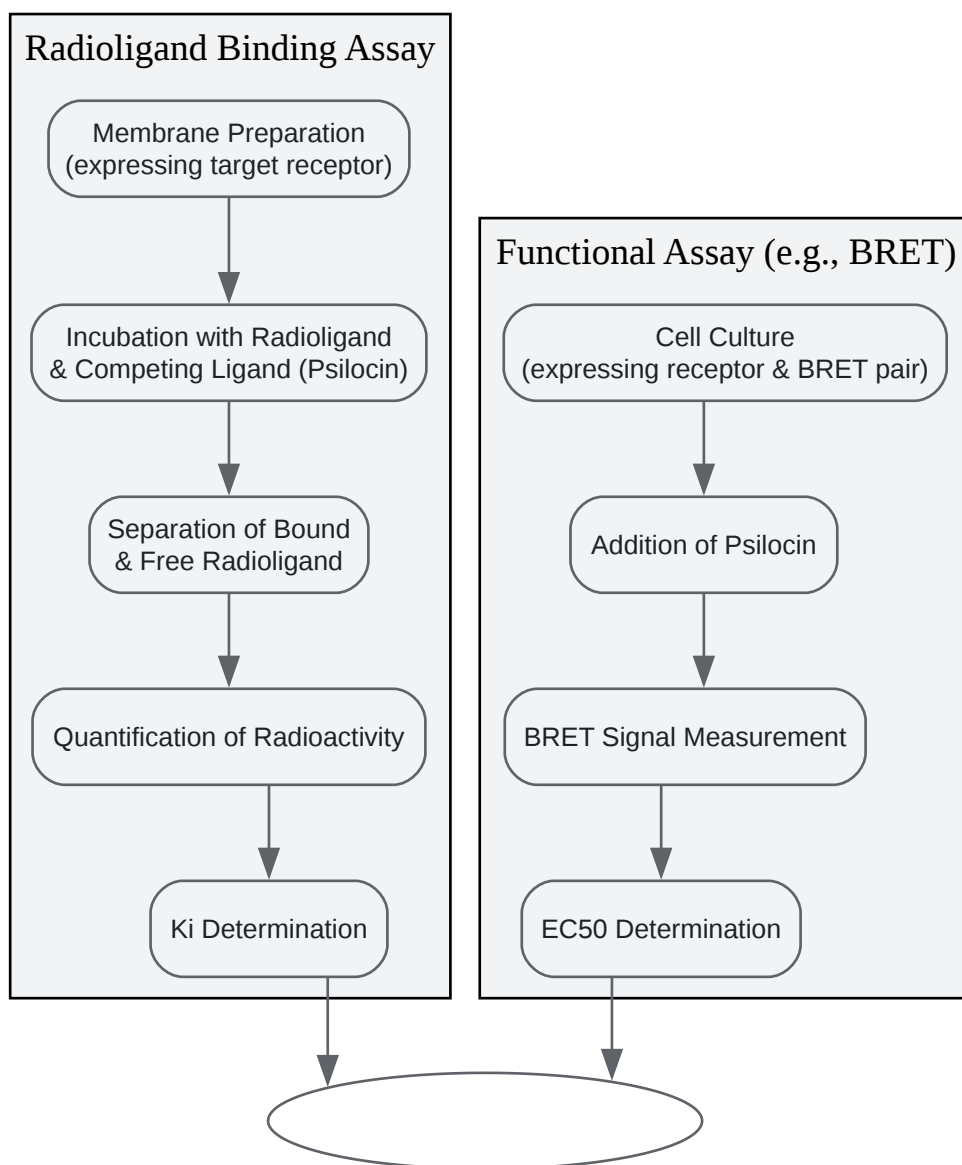 Radioligand Binding Assay
Membrane Preparation
(expressing target receptor)
Incubation with Radioligand
& Competing Ligand (Psilocin)
Separation of Bound
& Free Radioligand
Quantification of Radioactivity
Ki Determination
Functional Assay (e.g., BRET)
Cell Culture
(expressing receptor & BRET pair)
Addition of Psilocin
BRET Signal Measurement
EC50 Determination